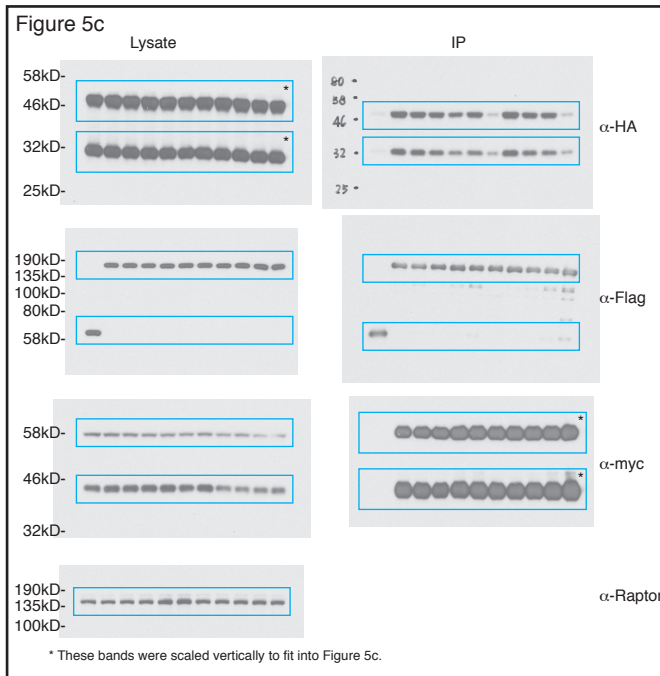 Figure 5c
Lysate
IP
58kD-
46kD-
32kD-
25kD-
*
*
80
58
46
32
25
α-HA
190kD-
135kD-
100kD-
80kD-
58kD-
α-Flag
58kD-
46kD-
32kD-
*
*
α-myc
190kD-
135kD-
100kD-
α-Raptor
* These bands were scaled vertically to fit into Figure 5c.